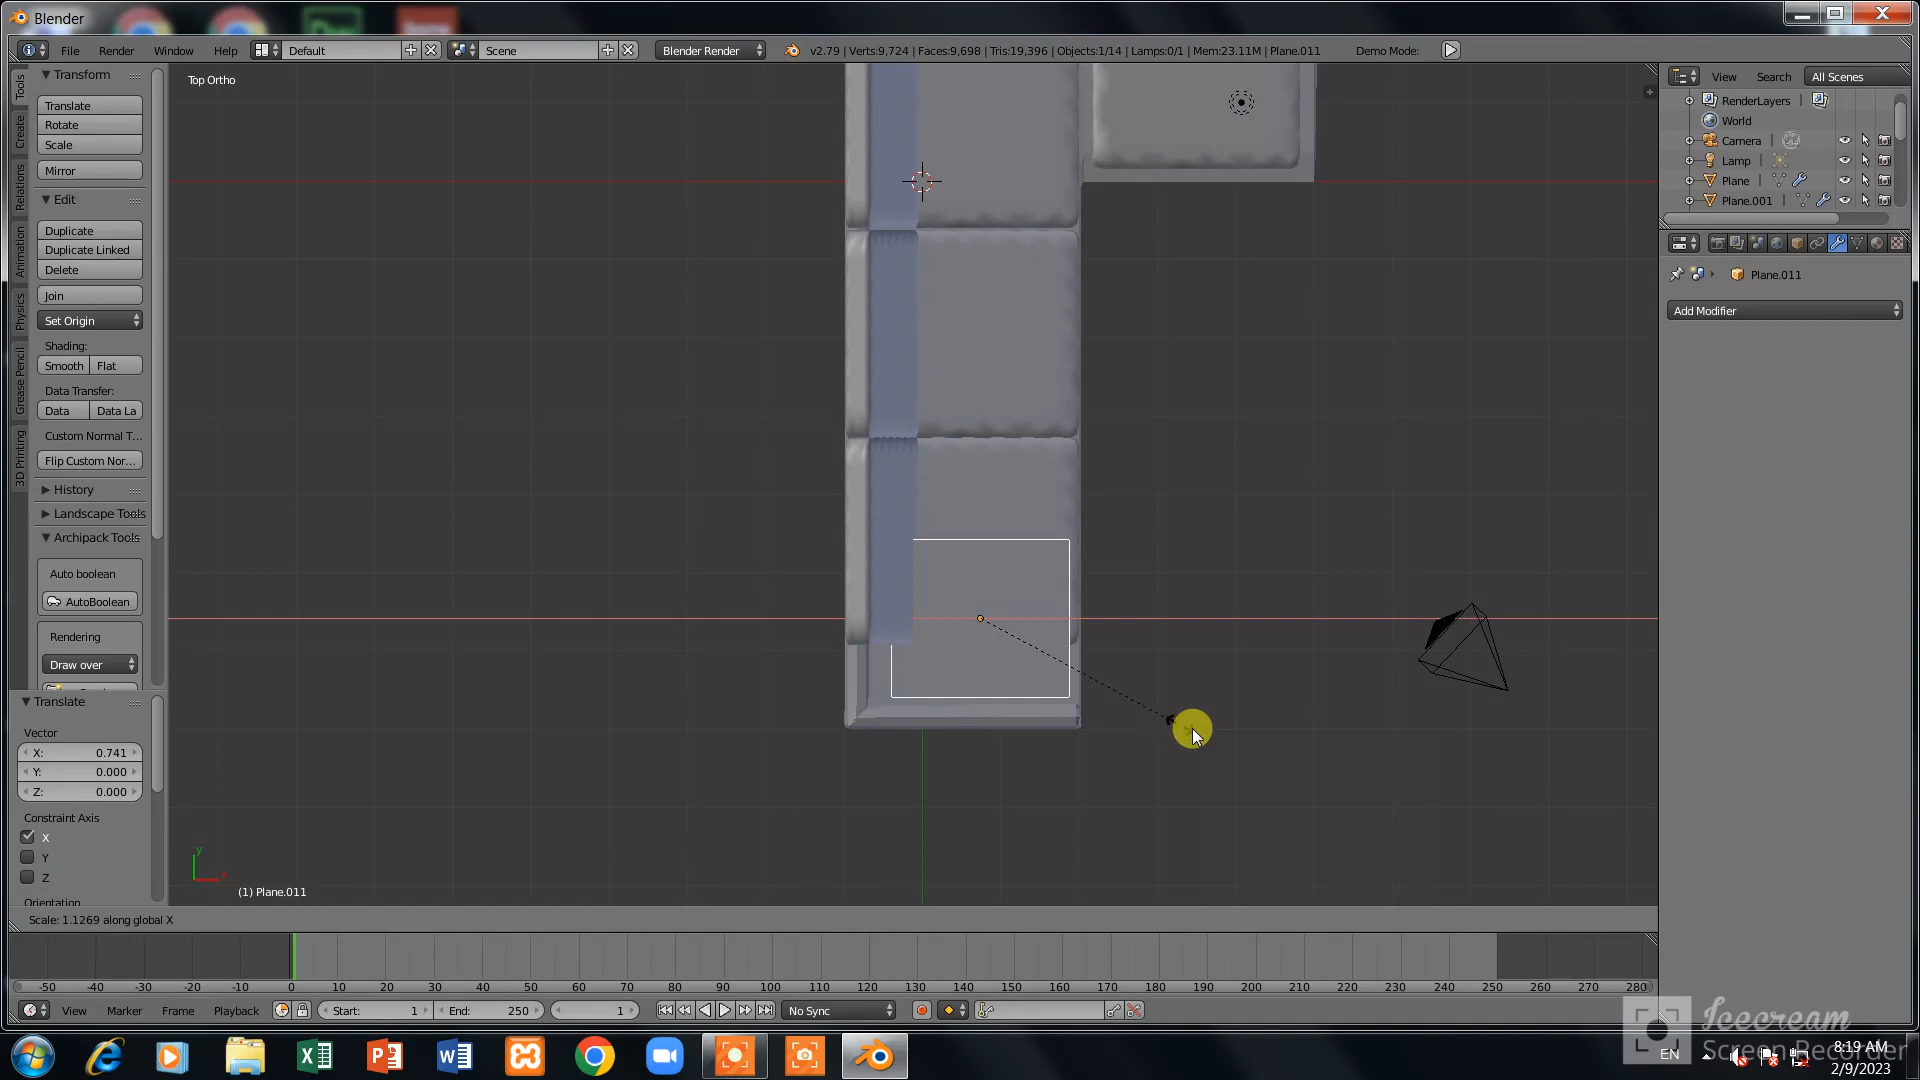 Blender
File
Render
Window
Help
Default
Scene
Blender Render
v2.79 | Verts:9,724 | Faces:9,698 | Tris:19,396 | Objects:1/14 | Lamps:0/1 | Mem:23.11M | Plane.011
Demo Mode:
Tools
Create
Relations
Animation
Physics
Grease Pencil
3D Printing
Transform
Translate
Rotate
Scale
Mirror
Edit
Duplicate
Duplicate Linked
Delete
Join
Set Origin
Shading:
Smooth
Flat
Data Transfer:
Data
Data La
Custom Normal T...
Flip Custom Nor...
History
Landscape Tools
Archipack Tools
Auto boolean
AutoBoolean
Rendering
Draw over
Translate
Vector
X: 0.741
Y: 0.000
Z: 0.000
Constraint Axis
X
Y
Z
Orientation
Top Ortho
(1) Plane.011
Scale: 1.1269 along global X
View
Search
All Scenes
RenderLayers
World
Camera
Lamp
Plane
Plane.001
Plane.011
Add Modifier
-50 -40 -30 -20 -10 0 10 20 30 40 50 60 70 80 90 100 110 120 130 140 150 160 170 180 190 200 210 220 230 240 250 260 270 280
View
Marker
Frame
Playback
Start: 1
End: 250
1
No Sync
Icecream
Screen Recorder
EN
8:19 AM
2/9/2023